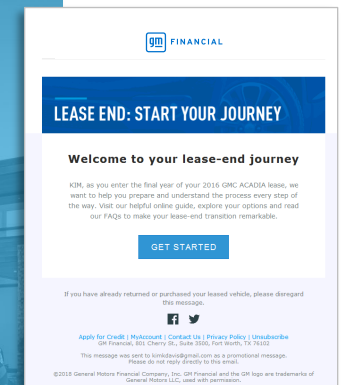 gm FINANCIAL
LEASE END: START YOUR JOURNEY
Welcome to your lease-end journey
KIM, as you enter the final year of your 2016 GMC ACADIA lease, we
want to help you prepare and understand the process every step of
the way. Visit our helpful online guide, explore your options and read
our FAQs to make your lease-end transition remarkable.
GET STARTED
If you have already returned or purchased your leased vehicle, please disregard
this message.
Apply for Credit | MyAccount | Contact Us | Privacy Policy | Unsubscribe
GM Financial, 801 Cherry St., Suite 3500, Fort Worth, TX 76102
This message was sent to kimkdavis@gmail.com as a promotional message.
Please do not reply directly to this email.
©2018 General Motors Financial Company, Inc. GM Financial and the GM logo are trademarks of
General Motors LLC, used with permission.